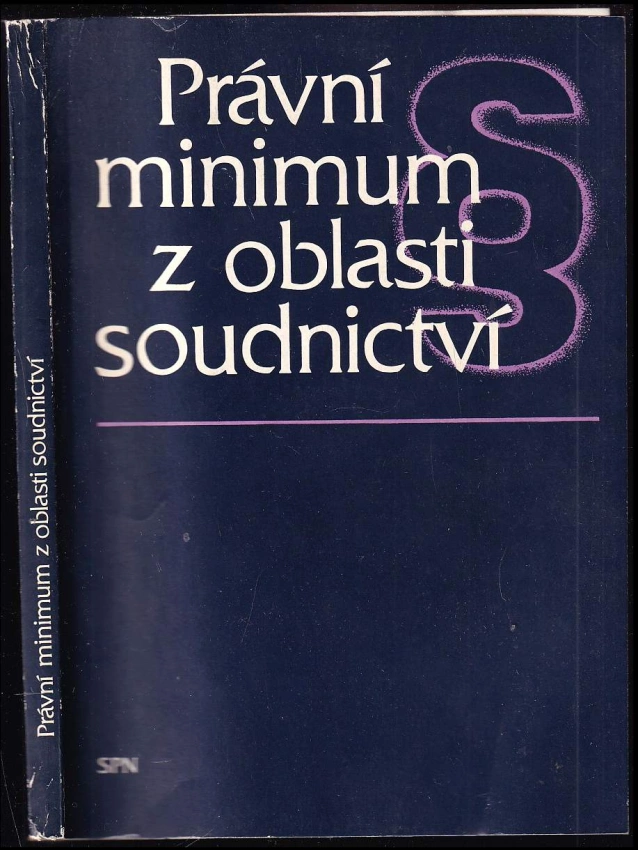 Právní
minimum
z oblasti
soudnictví
§
SPN
Právní minimum z oblasti soudnictví